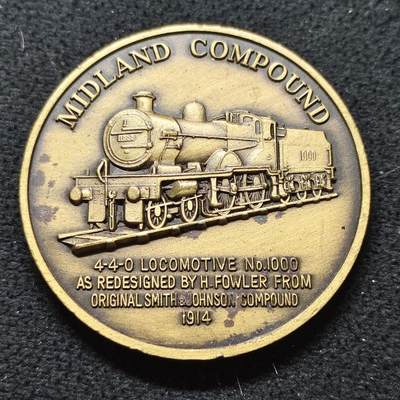 MIDLAND COMPOUND
1000
4-4-0 LOCOMOTIVE No.1000
AS REDESIGNED BY H. FOWLER FROM
ORIGINAL SMITH & JOHNSON COMPOUND
1914